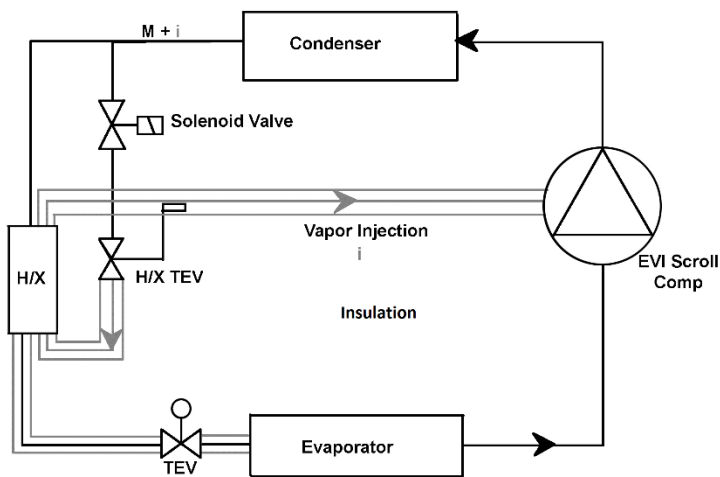 M + i
Condenser
Solenoid Valve
Vapor Injection
i
EVI Scroll
Comp
H/X
H/X TEV
Insulation
Evaporator
TEV